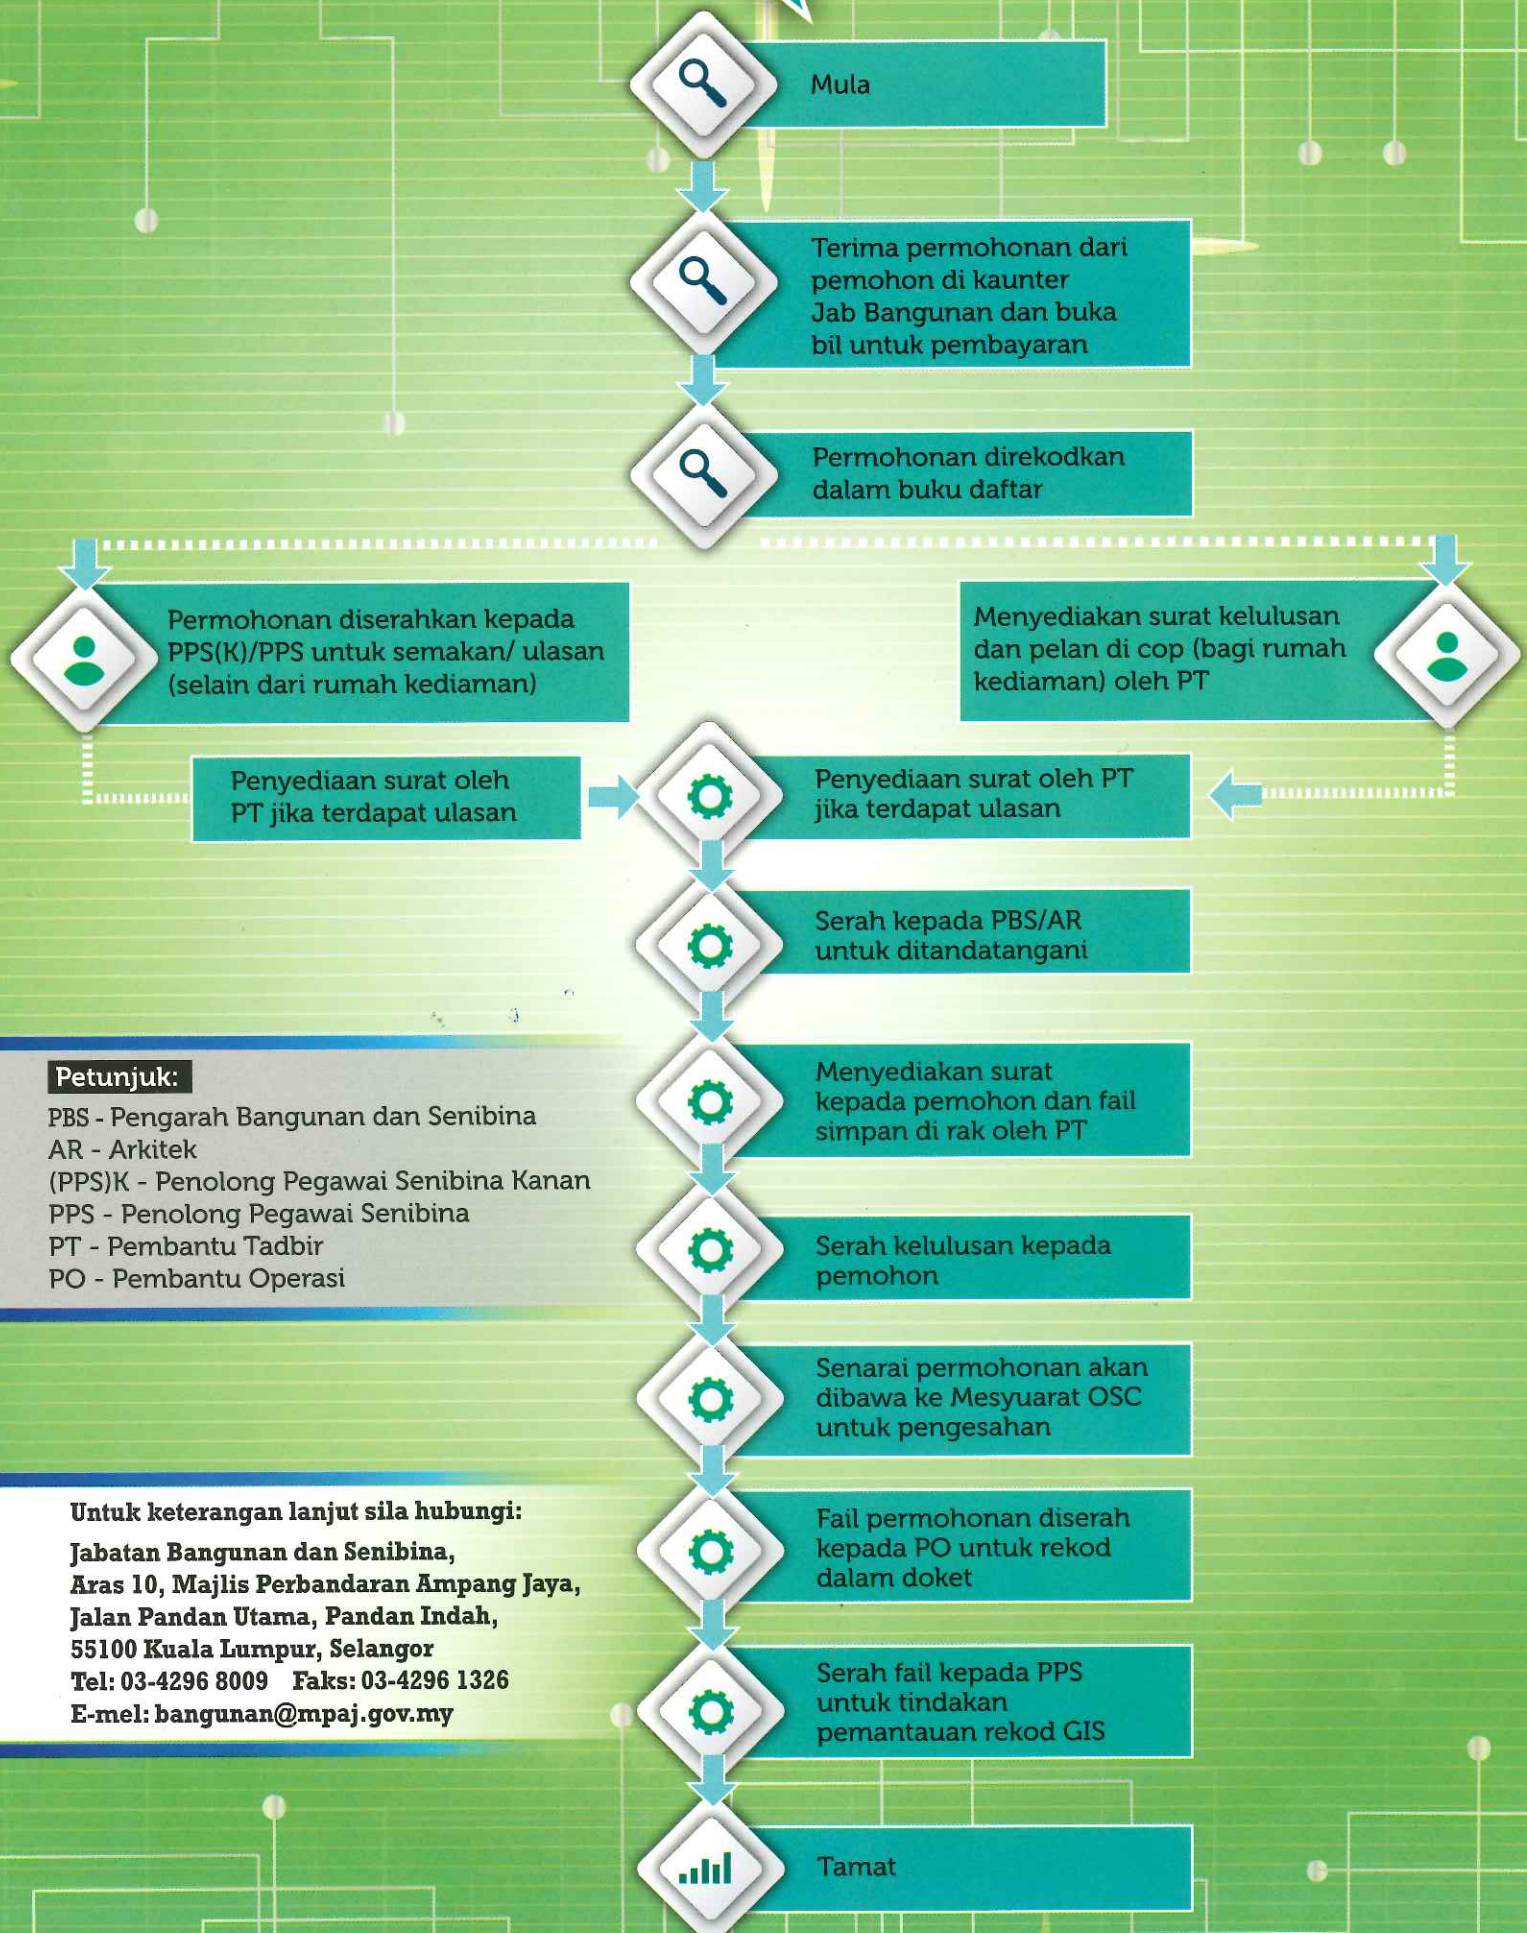 Mula
Terima permohonan dari
pemohon di kaunter
Jab Bangunan dan buka
bil untuk pembayaran
Permohonan direkodkan
dalam buku daftar
Permohonan diserahkan kepada
PPS(K)/PPS untuk semakan/ ulasan
(selain dari rumah kediaman)
Menyediakan surat kelulusan
dan pelan di cop (bagi rumah
kediaman) oleh PT
Penyediaan surat oleh
PT jika terdapat ulasan
Penyediaan surat oleh PT
jika terdapat ulasan
Serah kepada PBS/AR
untuk ditandatangani
Menyediakan surat
kepada pemohon dan fail
simpan di rak oleh PT
Serah kelulusan kepada
pemohon
Senarai permohonan akan
dibawa ke Mesyuarat OSC
untuk pengesahan
Fail permohonan diserah
kepada PO untuk rekod
dalam doket
Serah fail kepada PPS
untuk tindakan
pemantauan rekod GIS
Tamat
Petunjuk:
PBS - Pengarah Bangunan dan Senibina
AR - Arkitek
(PPS)K - Penolong Pegawai Senibina Kanan
PPS - Penolong Pegawai Senibina
PT - Pembantu Tadbir
PO - Pembantu Operasi
Untuk keterangan lanjut sila hubungi:
Jabatan Bangunan dan Senibina,
Aras 10, Majlis Perbandaran Ampang Jaya,
Jalan Pandan Utama, Pandan Indah,
55100 Kuala Lumpur, Selangor
Tel: 03-4296 8009 Faks: 03-4296 1326
E-mel: bangunan@mpaj.gov.my